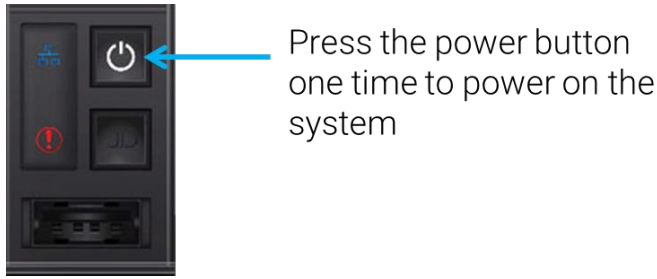 Press the power button
one time to power on the
system